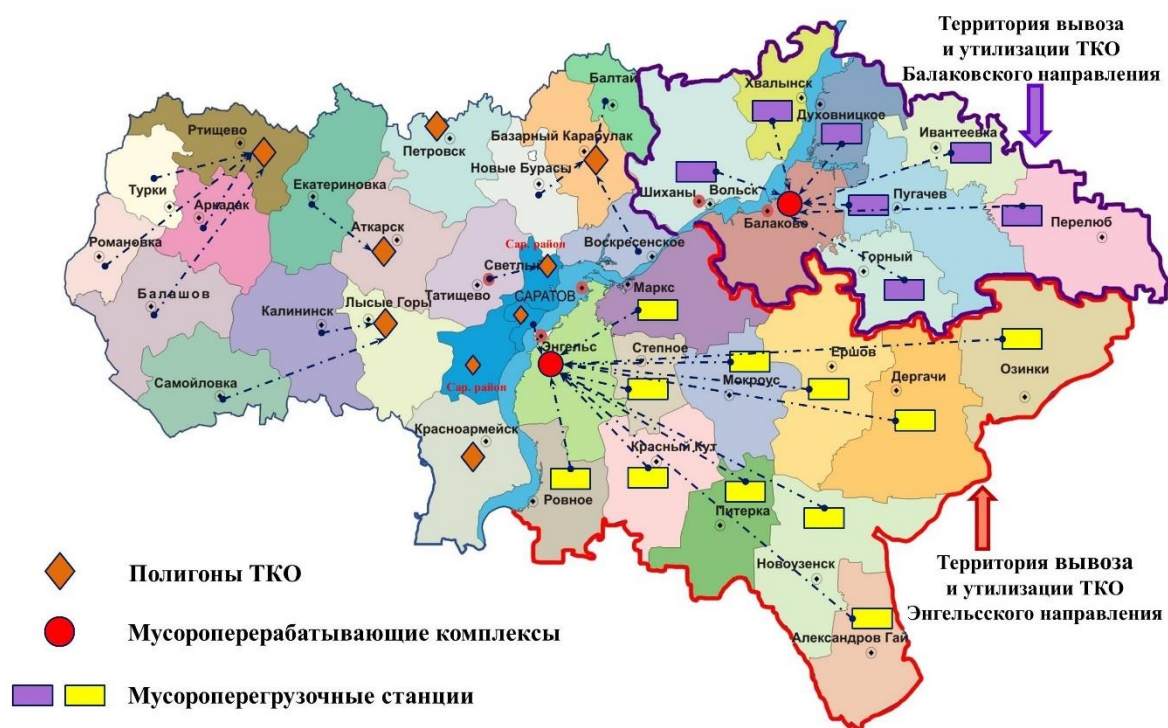 Территория вывоза
и утилизации ТКО
Балаковского направления
Балтай
Хвалынск
Духовницкое
Ивантеевка
Ртищево
Петровск
Базарный Карабулак
Новые Бурасы
Турки
Екатериновка
Шиханы
Вольск
Пугачев
Аркадак
Балаково
Перелюб
Аткарск
Романовка
Воскресенское
Сар. район
Горный
Светлый
Татищево
САРАТОВ
Маркс
Балашов
Лысые Горы
Калининск
Энгельс
Степное
Ершов
Озинки
Мокроус
Дергачи
Самойловка
Сар. район
Красноармейск
Красный Кут
Ровное
Питерка
Новоузенск
Александров Гай
Территория вывоза
и утилизации ТКО
Энгельсского направления
Полигоны ТКО
Мусороперерабатывающие комплексы
Мусороперегрузочные станции